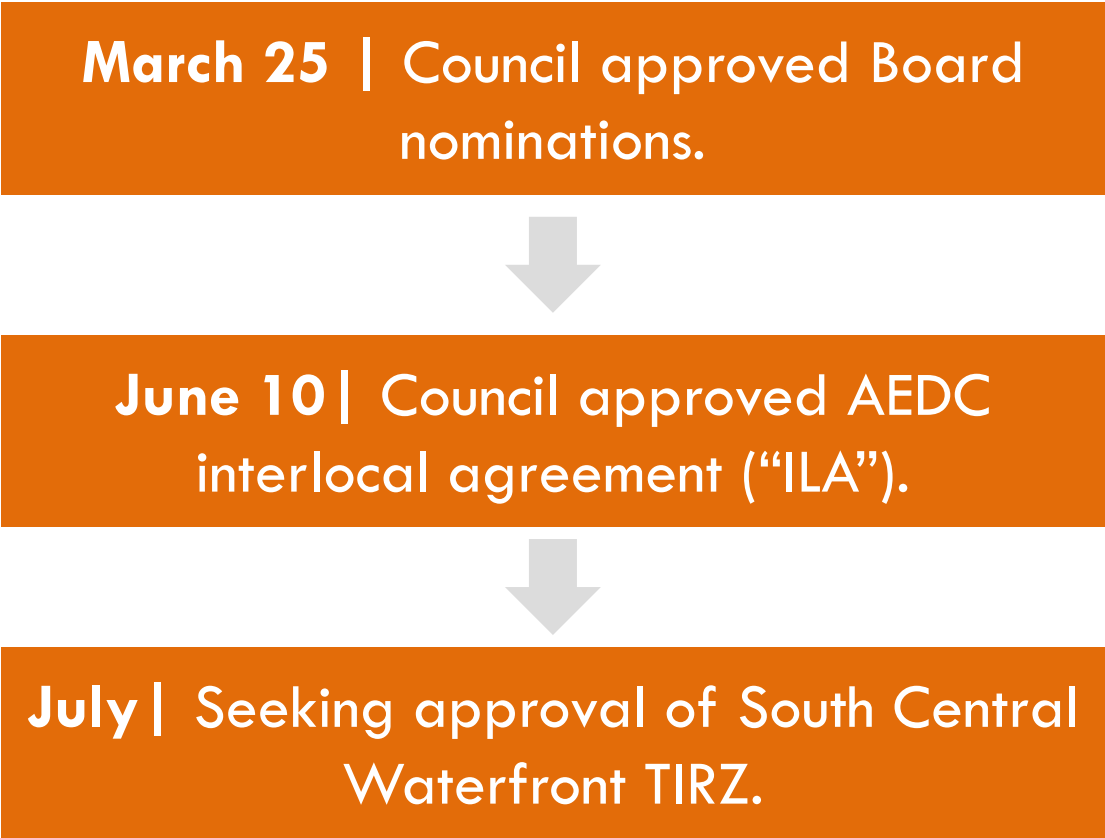 March 25 | Council approved Board
nominations.
June 10| Council approved AEDC
interlocal agreement (“ILA”).
July| Seeking approval of South Central
Waterfront TIRZ.